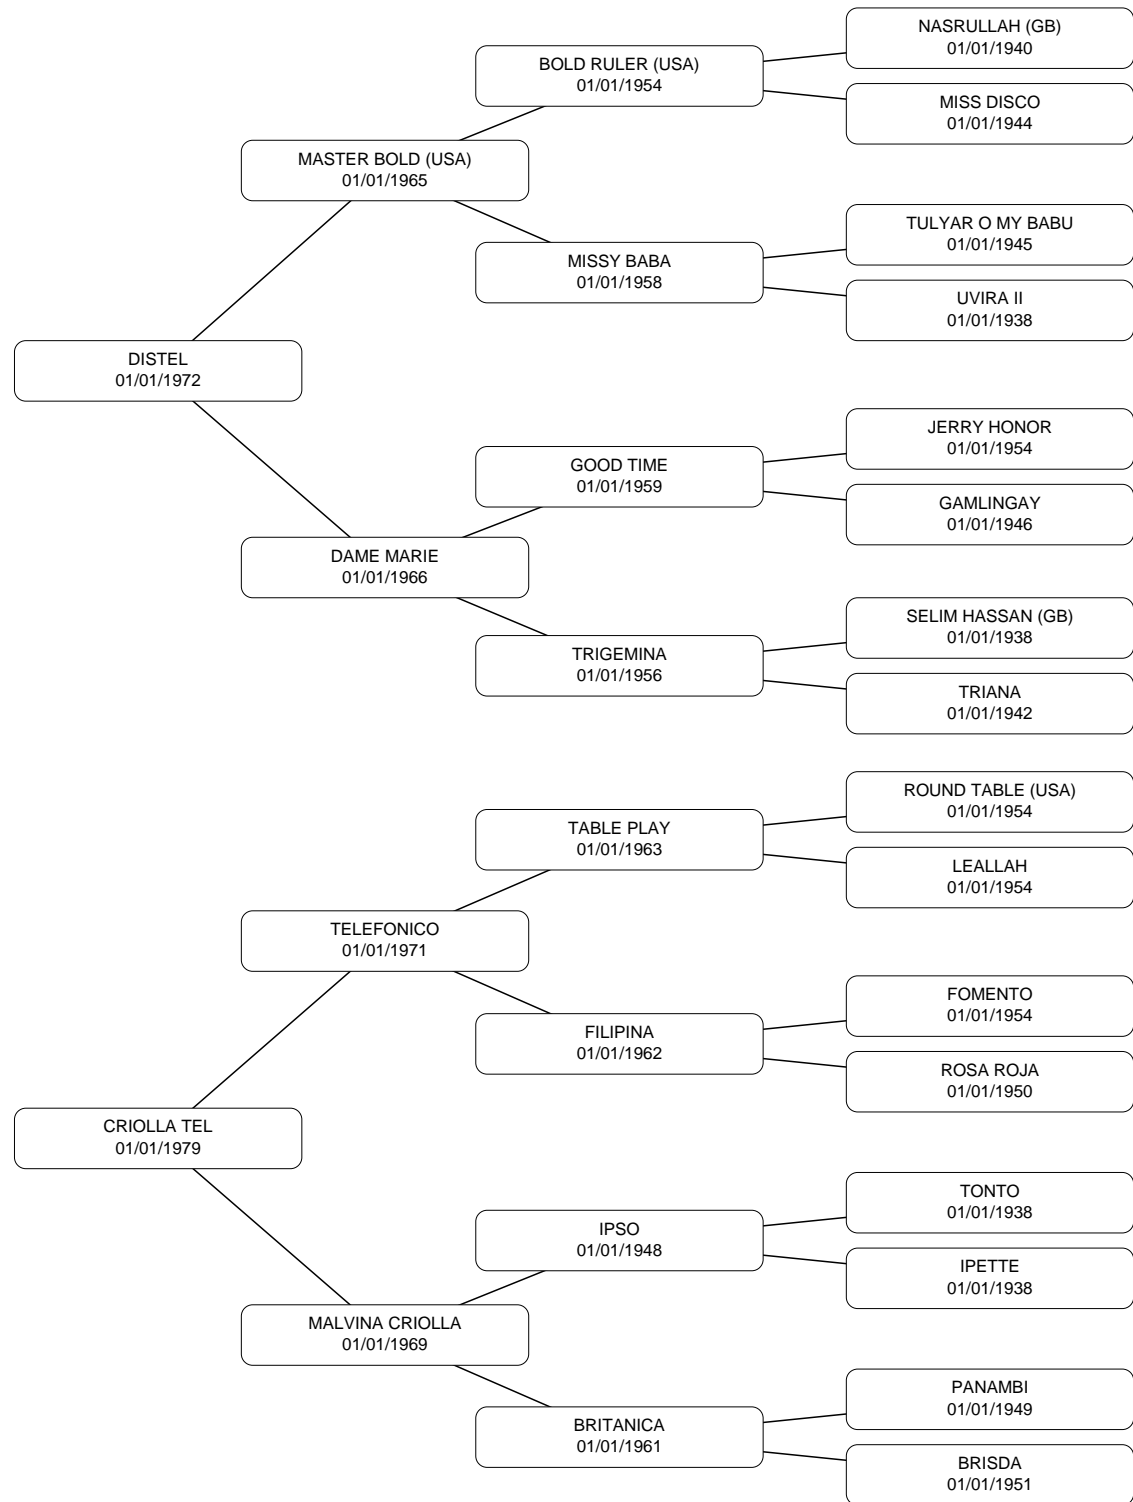 NASRULLAH (GB)
01/01/1940
BOLD RULER (USA)
01/01/1954
MISS DISCO
01/01/1944
MASTER BOLD (USA)
01/01/1965
TULYAR O MY BABU
01/01/1945
MISSY BABA
01/01/1958
UVIRA II
01/01/1938
DISTEL
01/01/1972
JERRY HONOR
01/01/1954
GOOD TIME
01/01/1959
GAMLINGAY
01/01/1946
DAME MARIE
01/01/1966
SELIM HASSAN (GB)
01/01/1938
TRIGEMINA
01/01/1956
TRIANA
01/01/1942
ROUND TABLE (USA)
01/01/1954
TABLE PLAY
01/01/1963
LEALLAH
01/01/1954
TELEFONICO
01/01/1971
FOMENTO
01/01/1954
FILIPINA
01/01/1962
ROSA ROJA
01/01/1950
CRIOLLA TEL
01/01/1979
TONTO
01/01/1938
IPSO
01/01/1948
IPETTE
01/01/1938
MALVINA CRIOLLA
01/01/1969
PANAMBI
01/01/1949
BRITANICA
01/01/1961
BRISDA
01/01/1951